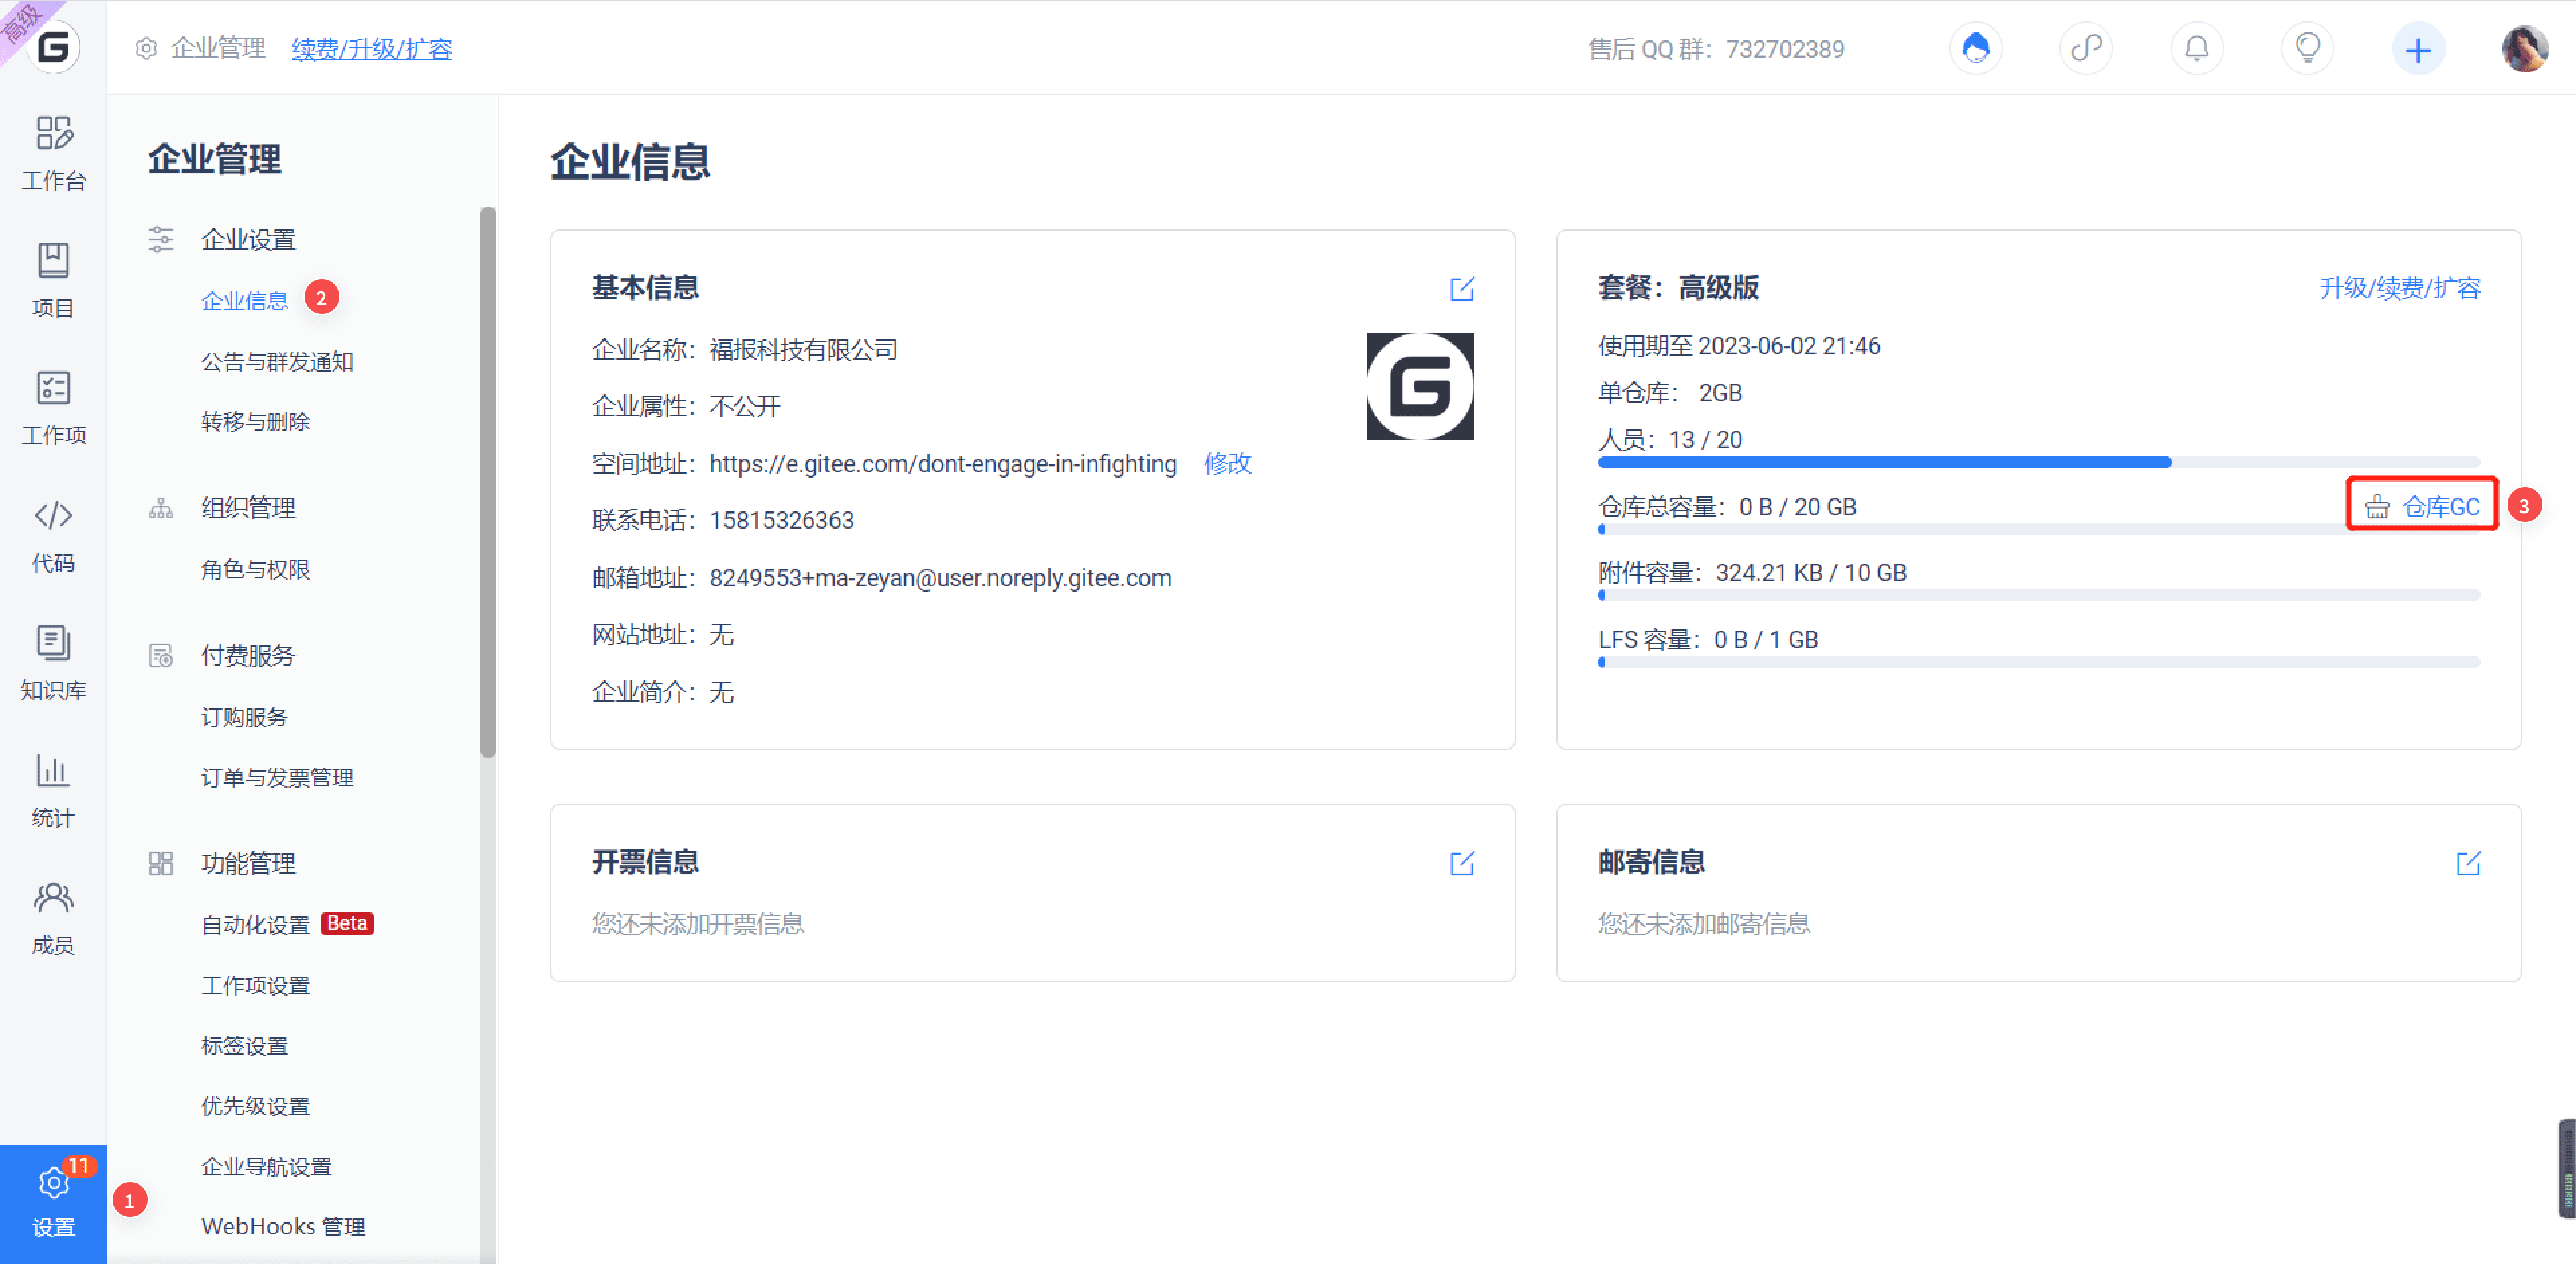 高级
企业管理 续费/升级/扩容 售后 QQ 群：732702389
工作台
项目
工作项
代码
知识库
统计
成员
11
设置
1
企业管理
企业设置
企业信息 2
公告与群发通知
转移与删除
组织管理
角色与权限
付费服务
订购服务
订单与发票管理
功能管理
自动化设置 Beta
工作项设置
标签设置
优先级设置
企业导航设置
WebHooks 管理
企业信息
基本信息
企业名称：福报科技有限公司
企业属性：不公开
空间地址：https://e.gitee.com/dont-engage-in-infighting 修改
联系电话：15815326363
邮箱地址：8249553+ma-zeyan@user.noreply.gitee.com
网站地址：无
企业简介：无
套餐：高级版 升级/续费/扩容
使用期至 2023-06-02 21:46
单仓库： 2GB
人员：13 / 20
仓库总容量：0 B / 20 GB 仓库GC 3
附件容量：324.21 KB / 10 GB
LFS 容量：0 B / 1 GB
开票信息
您还未添加开票信息
邮寄信息
您还未添加邮寄信息